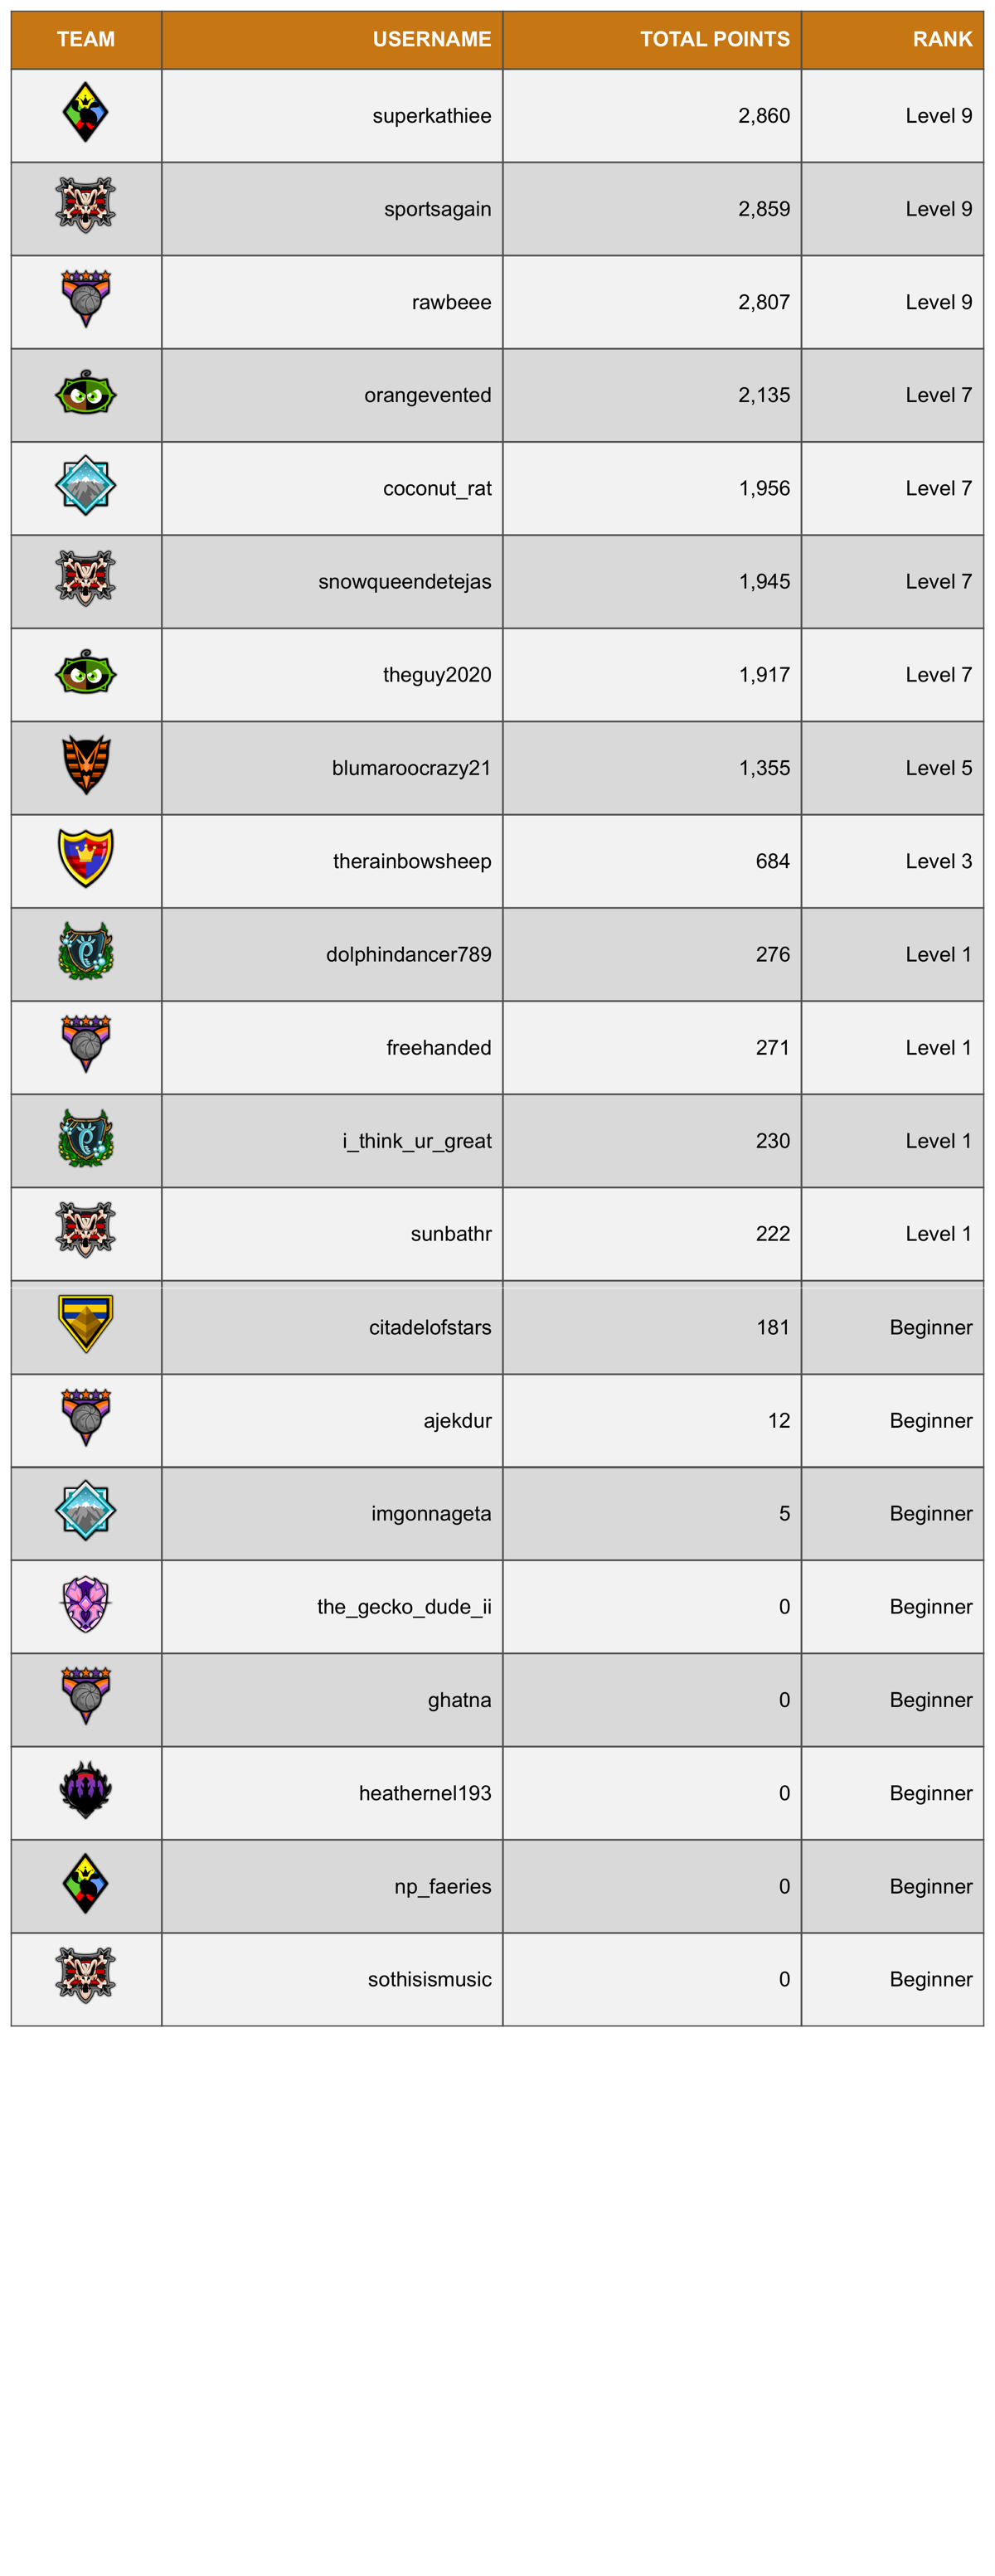 TEAM USERNAME TOTAL POINTS RANK
superkathiee 2,860 Level 9
sportsagain 2,859 Level 9
rawbeee 2,807 Level 9
orangevented 2,135 Level 7
coconut_rat 1,956 Level 7
snowqueendetejas 1,945 Level 7
theguy2020 1,917 Level 7
blumaroocrazy21 1,355 Level 5
therainbowsheep 684 Level 3
dolphindancer789 276 Level 1
freehanded 271 Level 1
i_think_ur_great 230 Level 1
sunbathr 222 Level 1
citadelofstars 181 Beginner
ajekdur 12 Beginner
imgonnageta 5 Beginner
the_gecko_dude_ii 0 Beginner
ghatna 0 Beginner
heathernel193 0 Beginner
np_faeries 0 Beginner
sothisismusic 0 Beginner